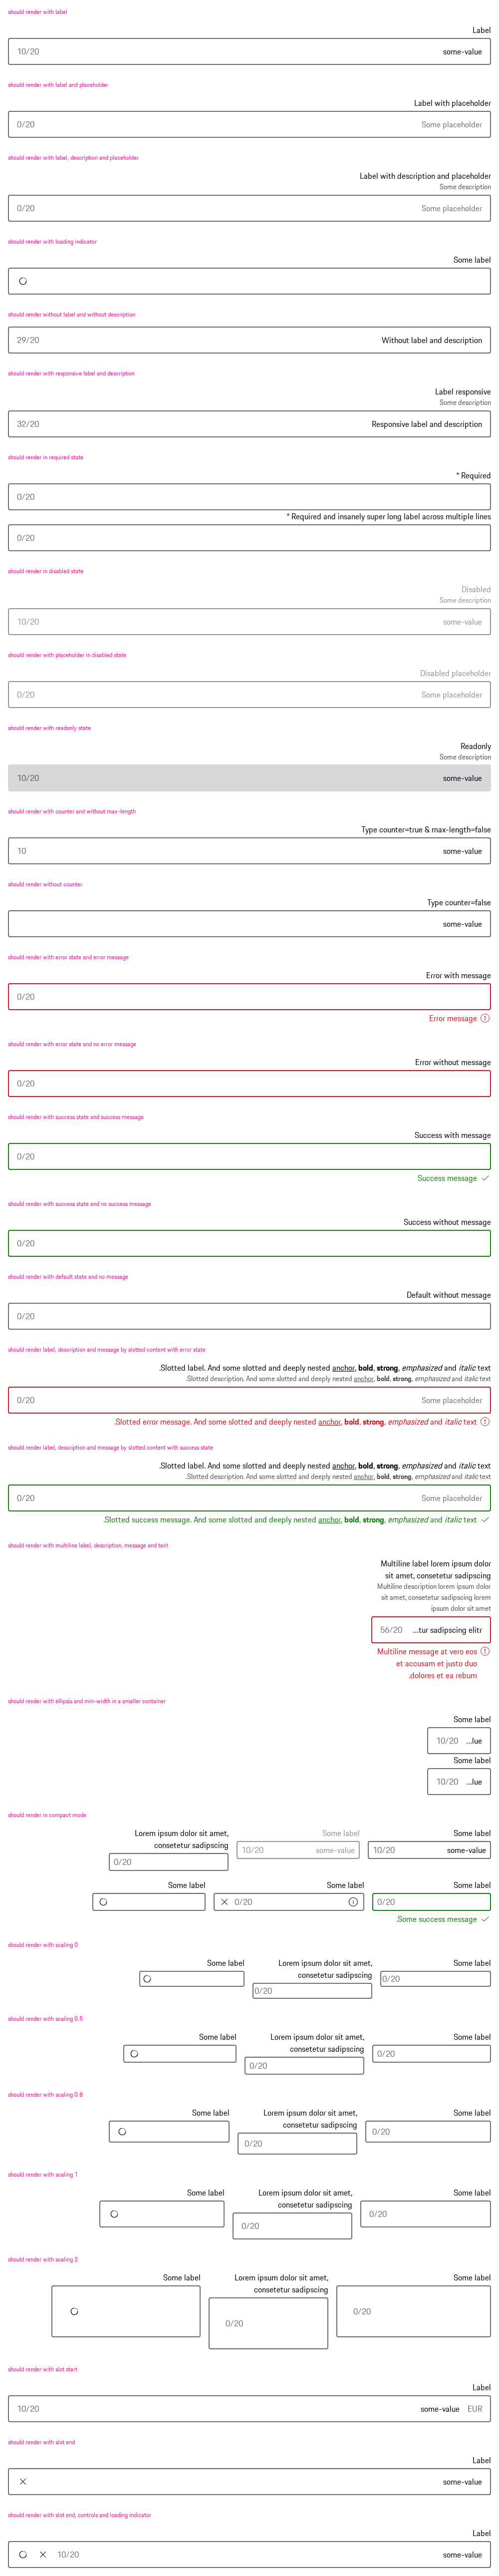 should render with label
Label
10/20 some-value
should render with label and placeholder
Label with placeholder
0/20 Some placeholder
should render with label, description and placeholder
Label with description and placeholder
Some description
0/20 Some placeholder
should render with loading indicator
Some label
should render without label and without description
29/20 Without label and description
should render with responsive label and description
Label responsive
Some description
32/20 Responsive label and description
should render in required state
* Required
0/20
* Required and insanely super long label across multiple lines
0/20
should render in disabled state
Disabled
Some description
10/20 some-value
should render with placeholder in disabled state
Disabled placeholder
0/20 Some placeholder
should render with readonly state
Readonly
Some description
10/20 some-value
should render with counter and without max-length
Type counter=true & max-length=false
10 some-value
should render without counter
Type counter=false
some-value
should render with error state and error message
Error with message
0/20
Error message
should render with error state and no error message
Error without message
0/20
should render with success state and success message
Success with message
0/20
Success message
should render with success state and no success message
Success without message
0/20
should render with default state and no message
Default without message
0/20
should render label, description and message by slotted content with error state
.Slotted label. And some slotted and deeply nested anchor, bold, strong, emphasized and italic text
.Slotted description. And some slotted and deeply nested anchor, bold, strong, emphasized and italic text
0/20 Some placeholder
.Slotted error message. And some slotted and deeply nested anchor, bold, strong, emphasized and italic text
should render label, description and message by slotted content with success state
.Slotted label. And some slotted and deeply nested anchor, bold, strong, emphasized and italic text
.Slotted description. And some slotted and deeply nested anchor, bold, strong, emphasized and italic text
0/20 Some placeholder
.Slotted success message. And some slotted and deeply nested anchor, bold, strong, emphasized and italic text
should render with multiline label, description, message and text
Multiline label lorem ipsum dolor
sit amet, consetetur sadipscing
Multiline description lorem ipsum dolor
sit amet, consetetur sadipscing lorem
ipsum dolor sit amet
56/20 ...tur sadipscing elitr
Multiline message at vero eos
et accusam et justo duo
.dolores et ea rebum
should render with ellipsis and min-width in a smaller container
Some label
10/20 ...lue
Some label
10/20 ...lue
should render in compact mode
Lorem ipsum dolor sit amet, Some label Some label
consetetur sadipscing 10/20 some-value 10/20 some-value
0/20
Some label Some label Some label
0/20 0/20
.Some success message
should render with scaling 0
Some label Lorem ipsum dolor sit amet, Some label
consetetur sadipscing 0/20
0/20
should render with scaling 0.5
Some label Lorem ipsum dolor sit amet, Some label
consetetur sadipscing 0/20
0/20
should render with scaling 0.8
Some label Lorem ipsum dolor sit amet, Some label
consetetur sadipscing 0/20
0/20
should render with scaling 1
Some label Lorem ipsum dolor sit amet, Some label
consetetur sadipscing 0/20
0/20
should render with scaling 2
Some label Lorem ipsum dolor sit amet, Some label
consetetur sadipscing
0/20
0/20
should render with slot start
Label
10/20 some-value EUR
should render with slot end
Label
some-value
should render with slot end, controls and loading indicator
Label
10/20 some-value